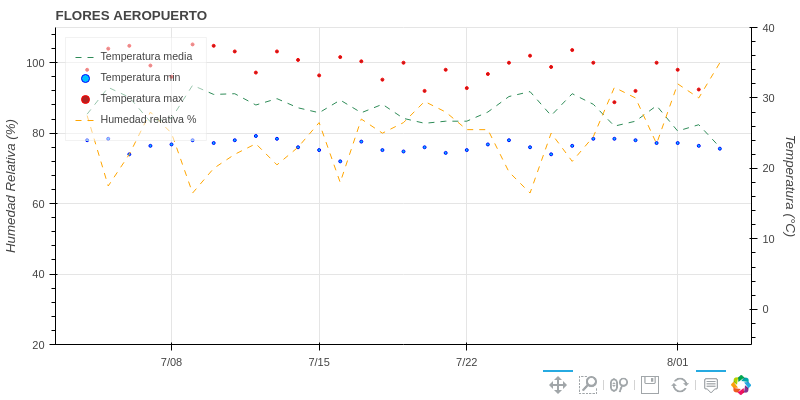 FLORES AEROPUERTO
Temperatura media
Temperatura min
Temperatura max
Humedad relativa %
Humedad Relativa (%)
100
80
60
40
20
Temperatura (°C)
40
30
20
10
0
7/08
7/15
7/22
8/01